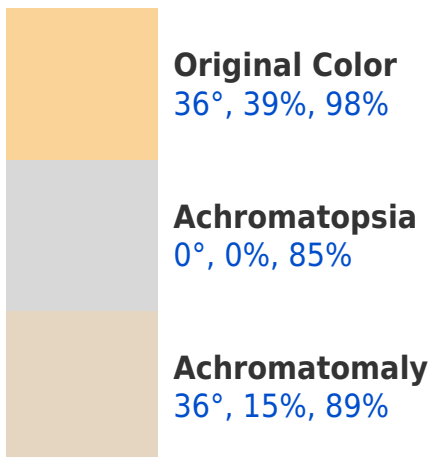 Original Color
36°, 39%, 98%
Achromatopsia
0°, 0%, 85%
Achromatomaly
36°, 15%, 89%